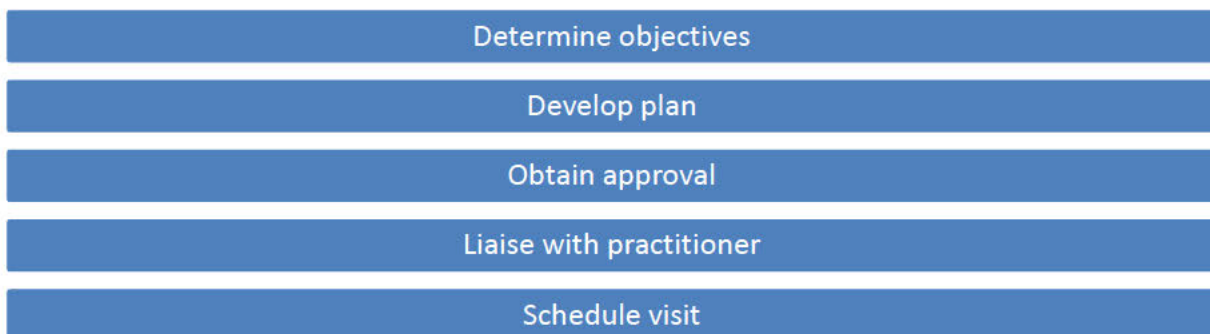 Determine objectives
Develop plan
Obtain approval
Liaise with practitioner
Schedule visit